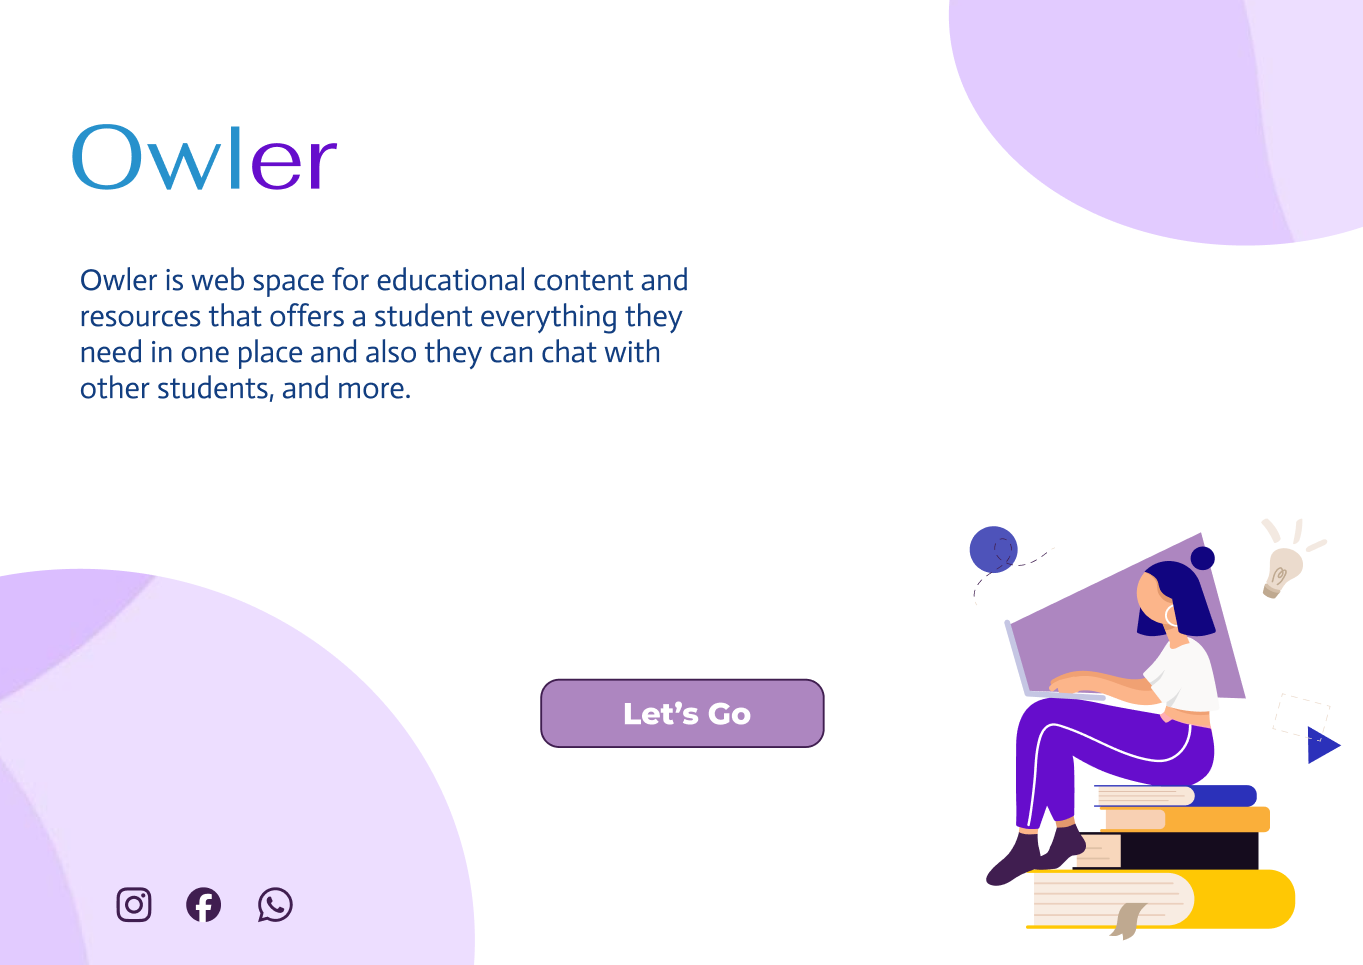 Owler
Owler is web space for educational content and
resources that offers a student everything they
need in one place and also they can chat with
other students, and more.
Let’s Go